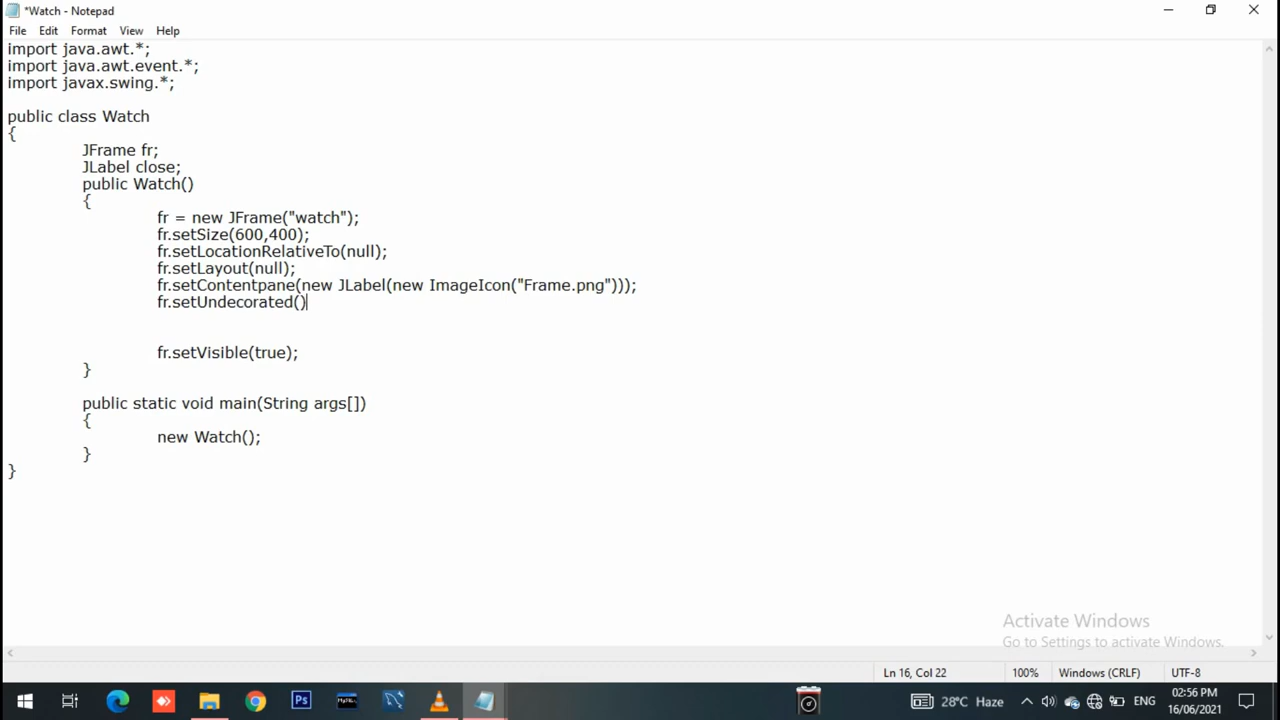 *Watch - Notepad
File Edit Format View Help
import java.awt.*;
import java.awt.event.*;
import javax.swing.*;
public class Watch
{
JFrame fr;
JLabel close;
public Watch()
{
fr = new JFrame("watch");
fr.setSize(600,400);
fr.setLocationRelativeTo(null);
fr.setLayout(null);
fr.setContentpane(new JLabel(new ImageIcon("Frame.png")));
fr.setUndecorated()
fr.setVisible(true);
}
public static void main(String args[])
{
new Watch();
}
}
Activate Windows
Go to Settings to activate Windows.
Ln 16, Col 22 100% Windows (CRLF) UTF-8
Ps 28°C Haze ENG 02:56 PM
16/06/2021